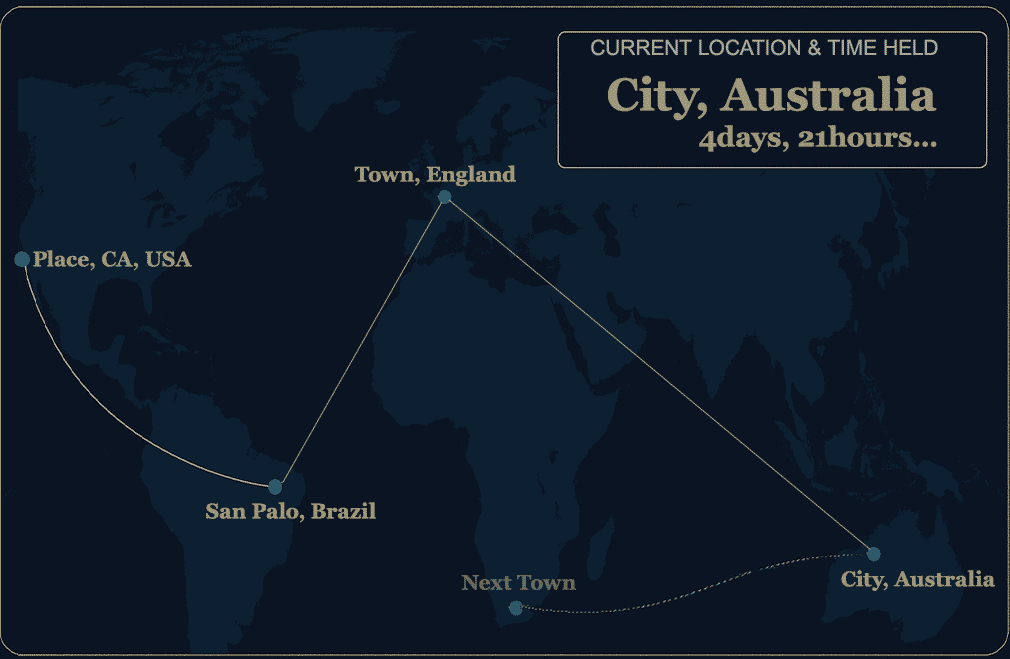 CURRENT LOCATION & TIME HELD
City, Australia
4days, 21hours...
Town, England
Place, CA, USA
San Palo, Brazil
Next Town
City, Australia